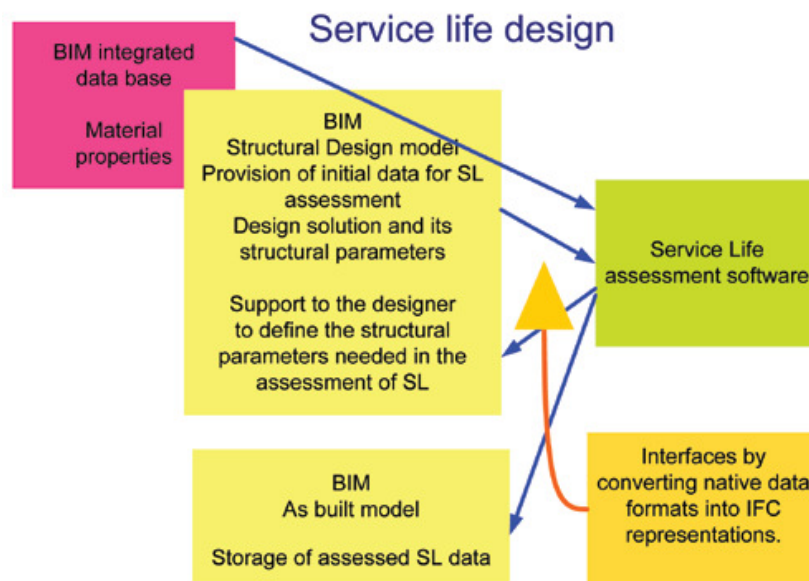 Service life design
BIM integrated
data base
Material
properties
BIM
Structural Design model
Provision of initial data for SL
assessment
Design solution and its
structural parameters
Support to the designer
to define the structural
parameters needed in the
assessment of SL
Service Life
assessment software
BIM
As built model
Storage of assessed SL data
Interfaces by
converting native data
formats into IFC
representations.